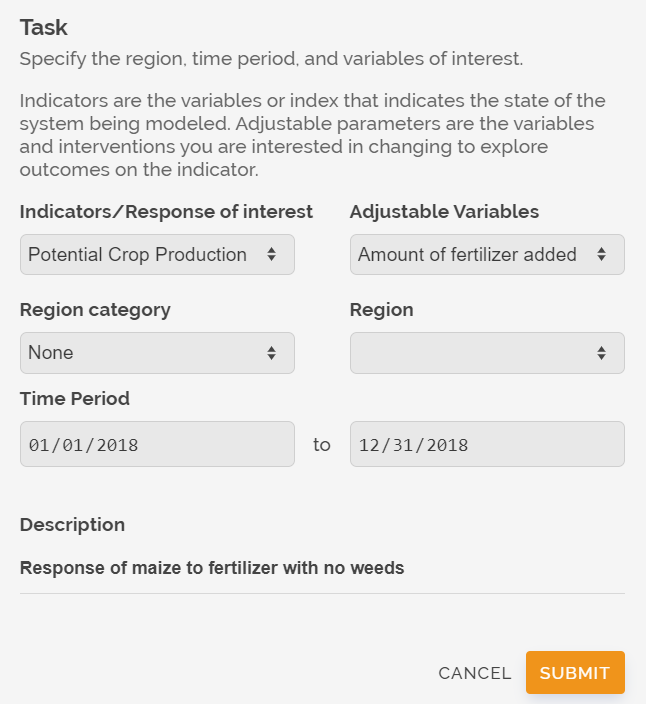 Task
Specify the region, time period, and variables of interest.
Indicators are the variables or index that indicates the state of the
system being modeled. Adjustable parameters are the variables
and interventions you are interested in changing to explore
outcomes on the indicator.
Indicators/Response of interest
Adjustable Variables
Potential Crop Production
Amount of fertilizer added
Region category
Region
None
Time Period
01/01/2018 to 12/31/2018
Description
Response of maize to fertilizer with no weeds
CANCEL SUBMIT